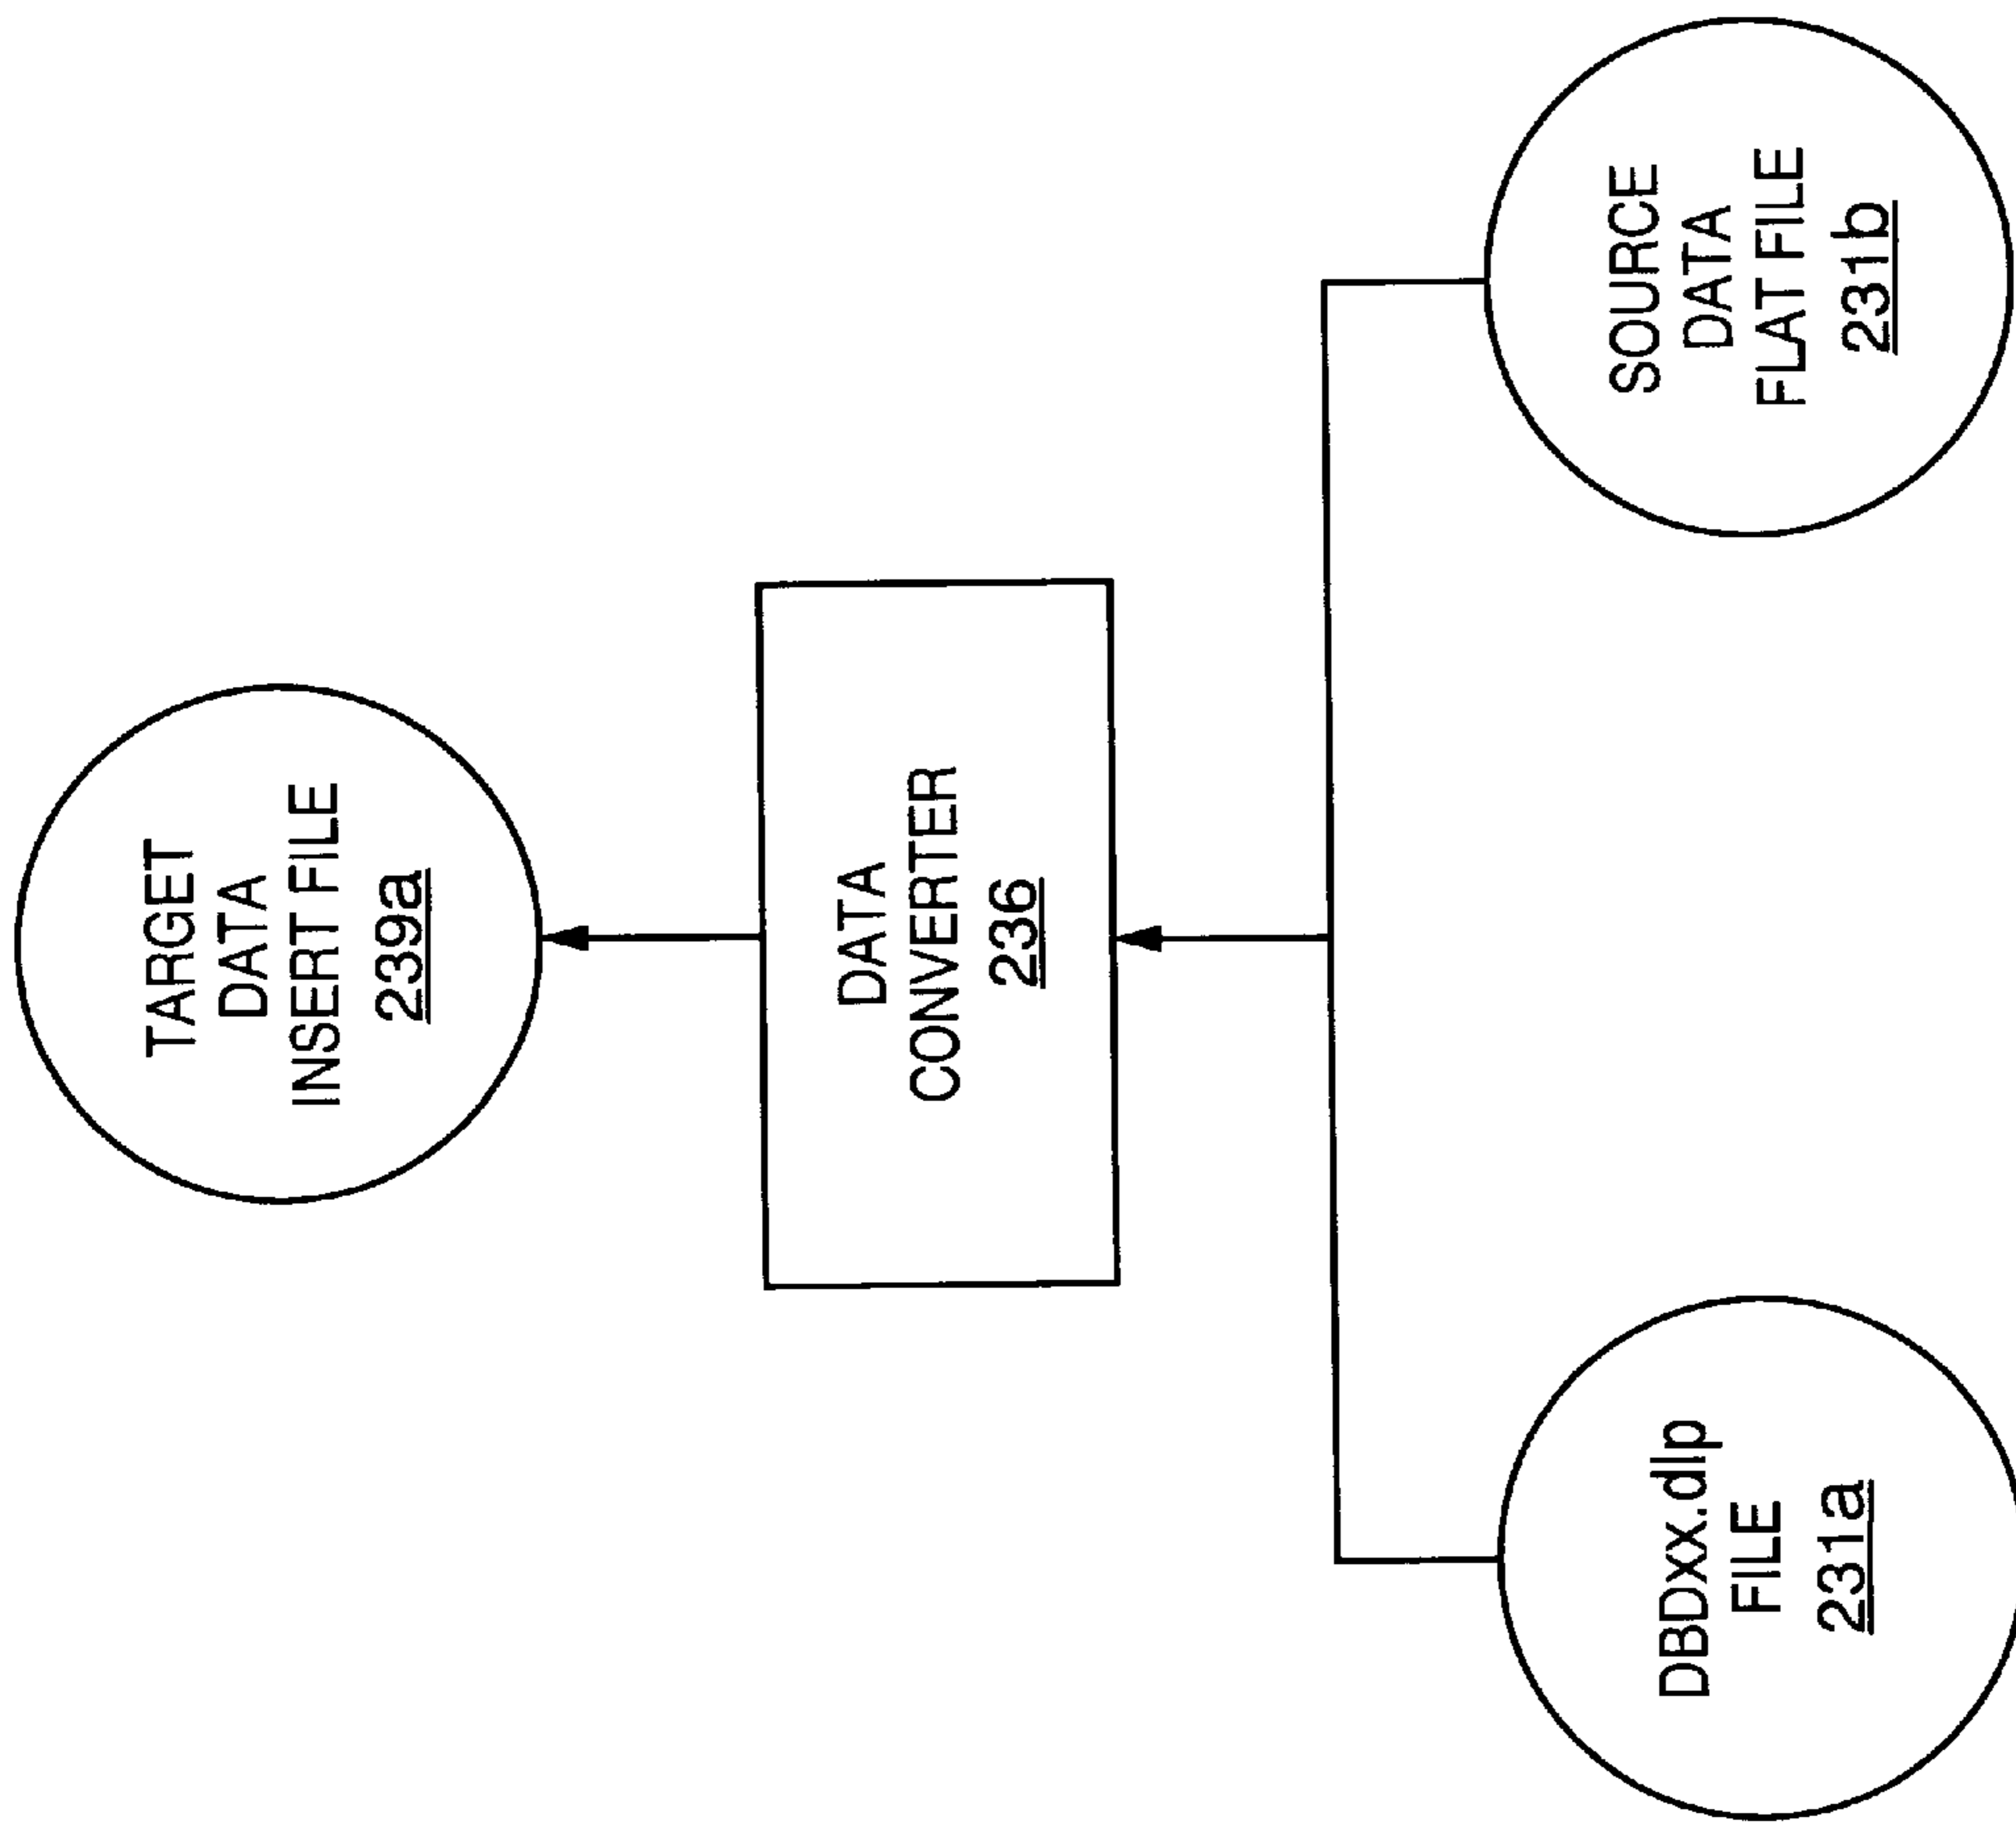 TARGET
DATA
INSERT FILE
239a
DATA
CONVERTER
236
DBDxx.dlp
FILE
231a
SOURCE
DATA
FLAT FILE
231b